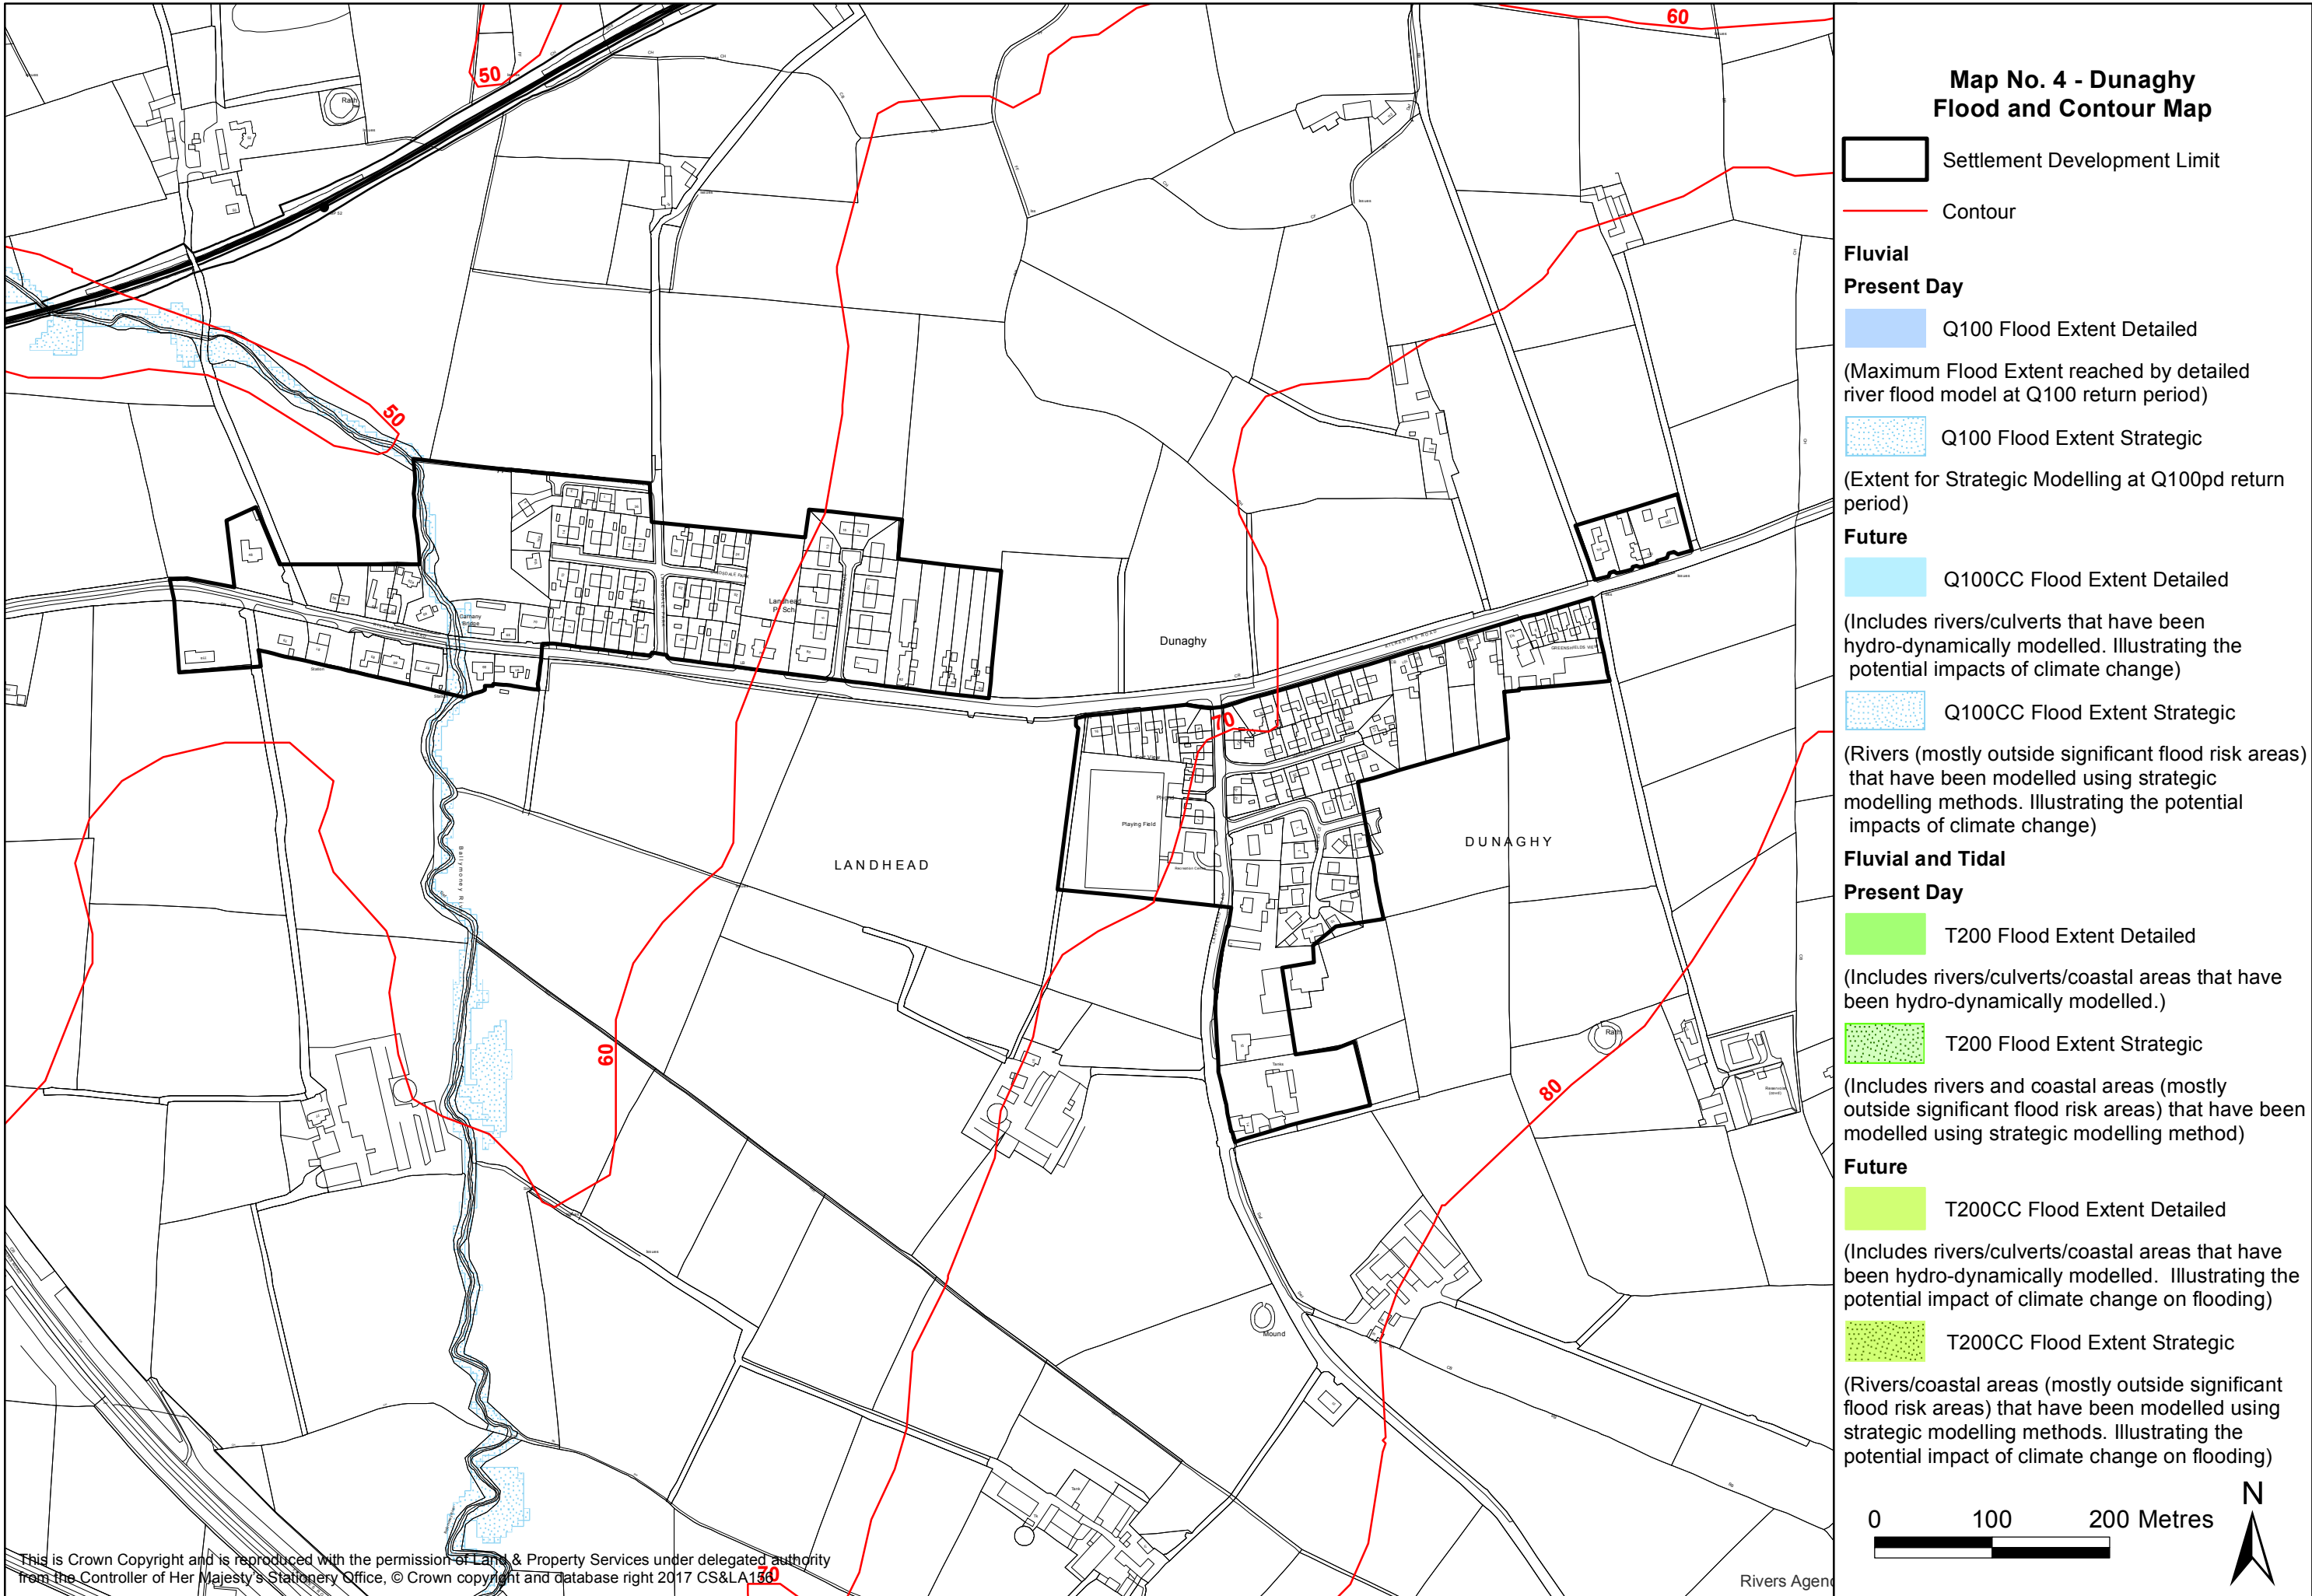 Map No. 4 - Dunaghy
Flood and Contour Map
Settlement Development Limit
Contour
Fluvial
Present Day
Q100 Flood Extent Detailed
(Maximum Flood Extent reached by detailed
river flood model at Q100 return period)
Q100 Flood Extent Strategic
(Extent for Strategic Modelling at Q100pd return
period)
Future
Q100CC Flood Extent Detailed
(Includes rivers/culverts that have been
hydro-dynamically modelled. Illustrating the
potential impacts of climate change)
Q100CC Flood Extent Strategic
(Rivers (mostly outside significant flood risk areas)
that have been modelled using strategic
modelling methods. Illustrating the potential
impacts of climate change)
Fluvial and Tidal
Present Day
T200 Flood Extent Detailed
(Includes rivers/culverts/coastal areas that have
been hydro-dynamically modelled.)
T200 Flood Extent Strategic
(Includes rivers and coastal areas (mostly
outside significant flood risk areas) that have been
modelled using strategic modelling method)
Future
T200CC Flood Extent Detailed
(Includes rivers/culverts/coastal areas that have
been hydro-dynamically modelled. Illustrating the
potential impact of climate change on flooding)
T200CC Flood Extent Strategic
(Rivers/coastal areas (mostly outside significant
flood risk areas) that have been modelled using
strategic modelling methods. Illustrating the
potential impact of climate change on flooding)
0 100 200 Metres
N
60
50
Rath
50
Landhead
Pr Sch
Dunaghy
70
Playing Field
LANDHEAD
DUNAGHY
60
80
Rath
Mound
70
This is Crown Copyright and is reproduced with the permission of Land & Property Services under delegated authority
from the Controller of Her Majesty's Stationery Office, © Crown copyright and database right 2017 CS&LA156
Rivers Agenc